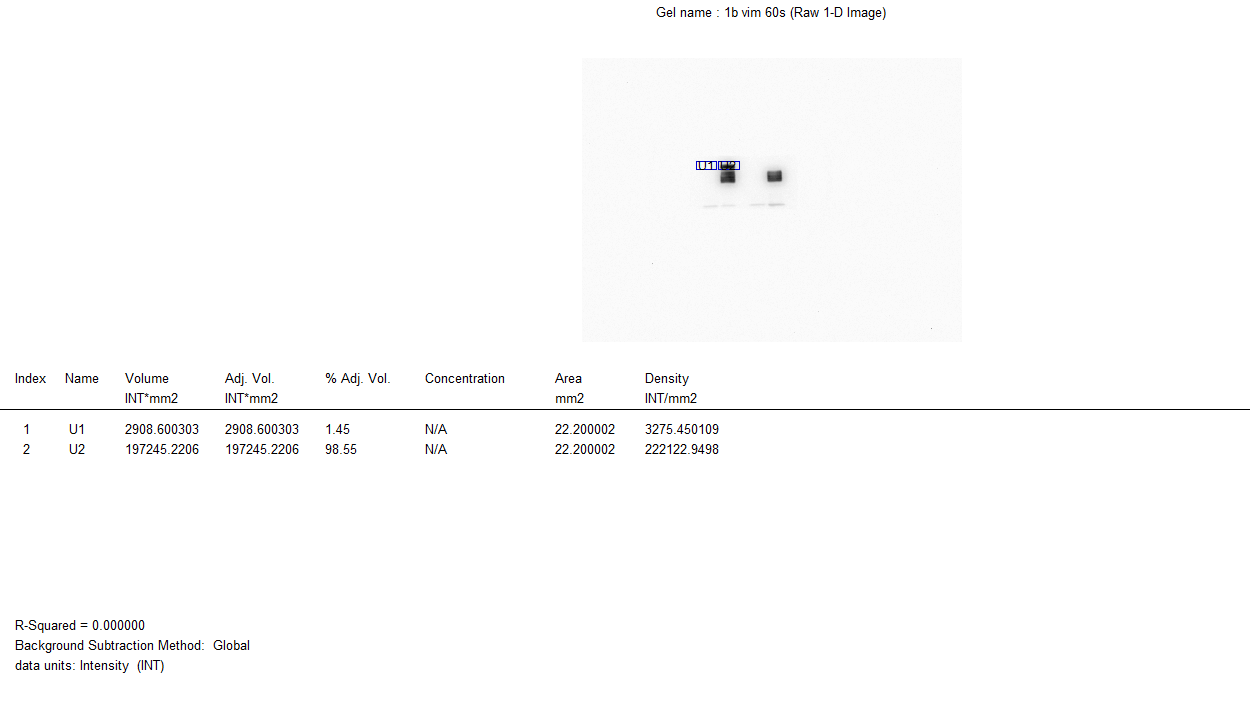 Gel name : 1b vim 60s (Raw 1-D Image)
U1 U2
Index Name Volume Adj. Vol. % Adj. Vol. Concentration Area Density
INT*mm2 INT*mm2 mm2 INT/mm2
1 U1 2908.600303 2908.600303 1.45 N/A 22.200002 3275.450109
2 U2 197245.2206 197245.2206 98.55 N/A 22.200002 222122.9498
R-Squared = 0.000000
Background Subtraction Method: Global
data units: Intensity (INT)